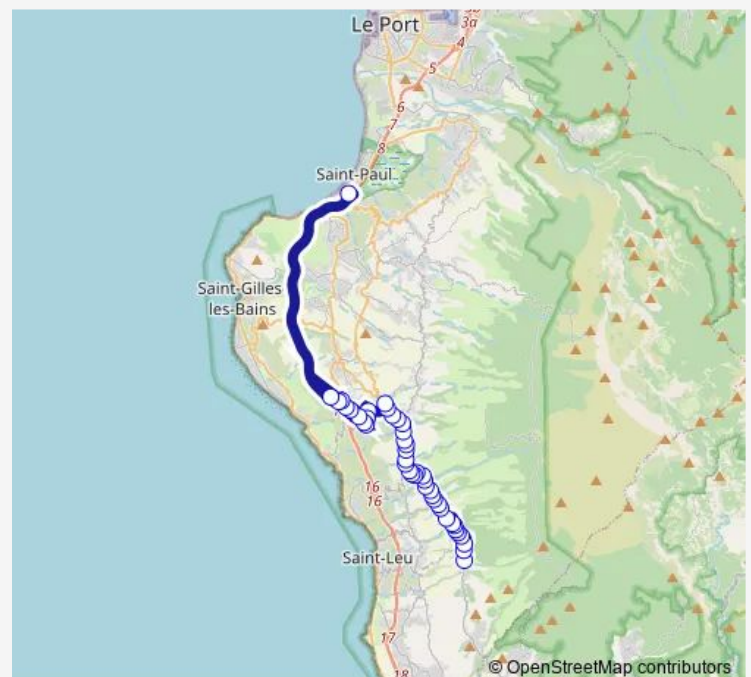 Le Port
3a
4
5
6
7
8
Saint-Paul
Saint-Gilles
les-Bains
16
16
Saint-Leu
17
18
© OpenStreetMap contributors